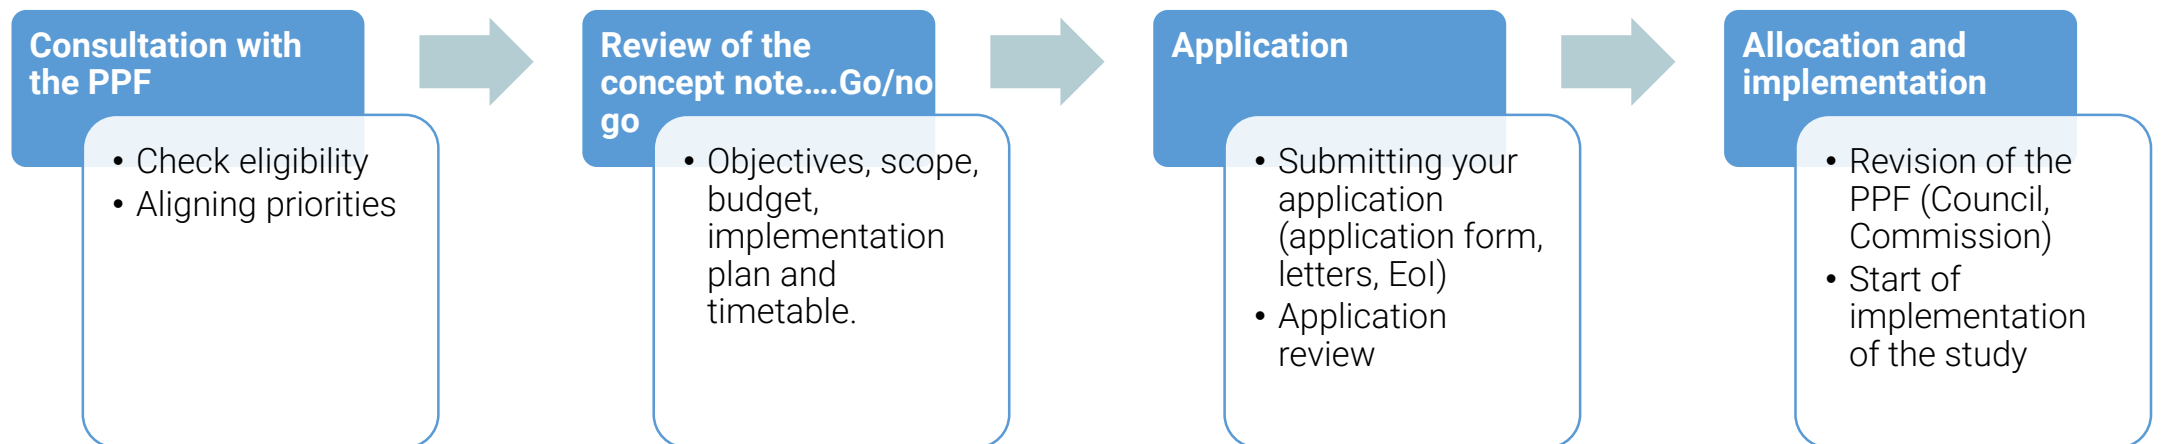 Consultation with
the PPF
• Check eligibility
• Aligning priorities
Review of the
concept note....Go/no
go
• Objectives, scope,
budget,
implementation
plan and
timetable.
Application
• Submitting your
application
(application form,
letters, EoI)
• Application
review
Allocation and
implementation
• Revision of the
PPF (Council,
Commission)
• Start of
implementation
of the study